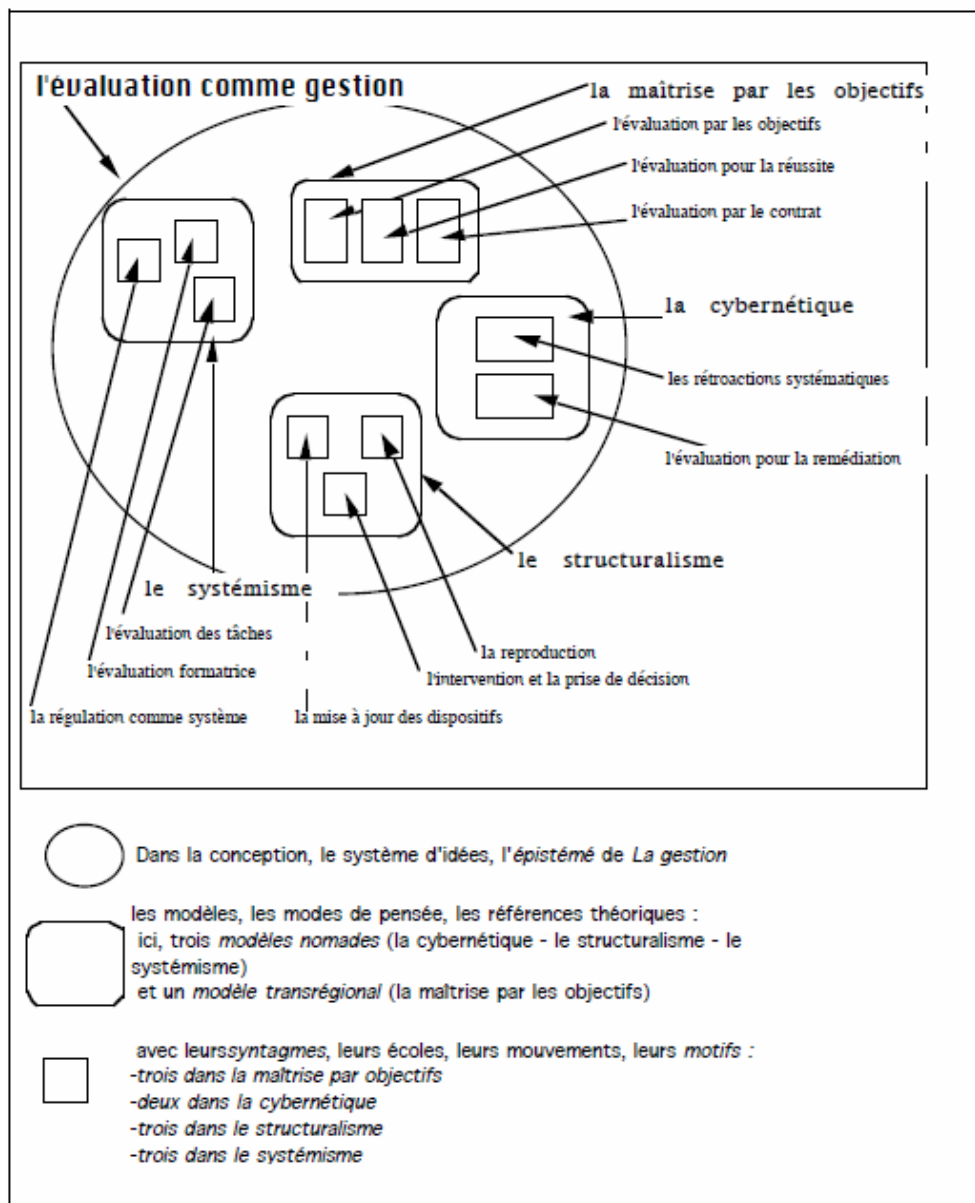 l'évaluation comme gestion
la maîtrise par les objectifs
l'évaluation par les objectifs
l'évaluation pour la réussite
l'évaluation par le contrat
la cybernétique
les rétroactions systématiques
l'évaluation pour la remédiation
le structuralisme
le systémisme
l'évaluation des tâches
la reproduction
l'évaluation formatrice
l'intervention et la prise de décision
la régulation comme système
la mise à jour des dispositifs
Dans la conception, le système d'idées, l'épistémé de La gestion
les modèles, les modes de pensée, les références théoriques :
ici, trois modèles nomades (la cybernétique - le structuralisme - le
systémisme)
et un modèle transrégional (la maîtrise par les objectifs)
avec leurssyntagmes, leurs écoles, leurs mouvements, leurs motifs :
-trois dans la maîtrise par objectifs
-deux dans la cybernétique
-trois dans le structuralisme
-trois dans le systémisme